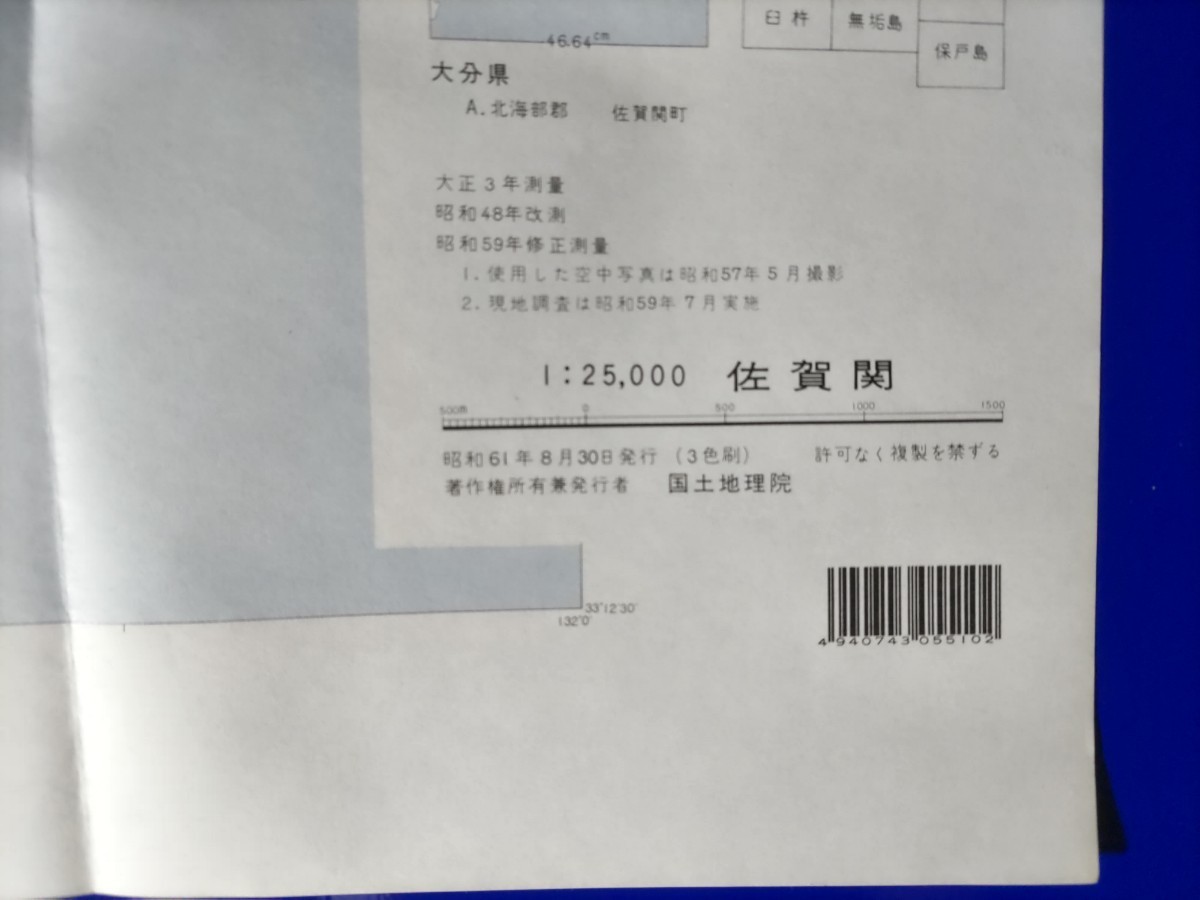 臼杵 無垢島
保戸島
46.64cm
大分県
A.北海部郡 佐賀関町
大正3年測量
昭和48年改測
昭和59年修正測量
1.使用した空中写真は昭和57年5月撮影
2.現地調査は昭和59年7月実施
1:25,000 佐賀関
500m 0 500 1000 1500
昭和61年8月30日発行 (3色刷) 許可なく複製を禁ずる
著作権所有兼発行者 国土地理院
33°12′30″
132°0′
4940743055102